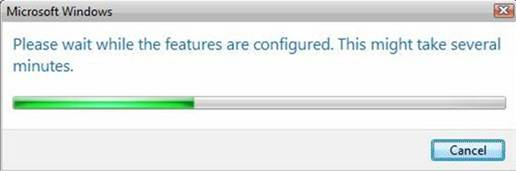 Microsoft Windows
Please wait while the features are configured. This might take several
minutes.
Cancel